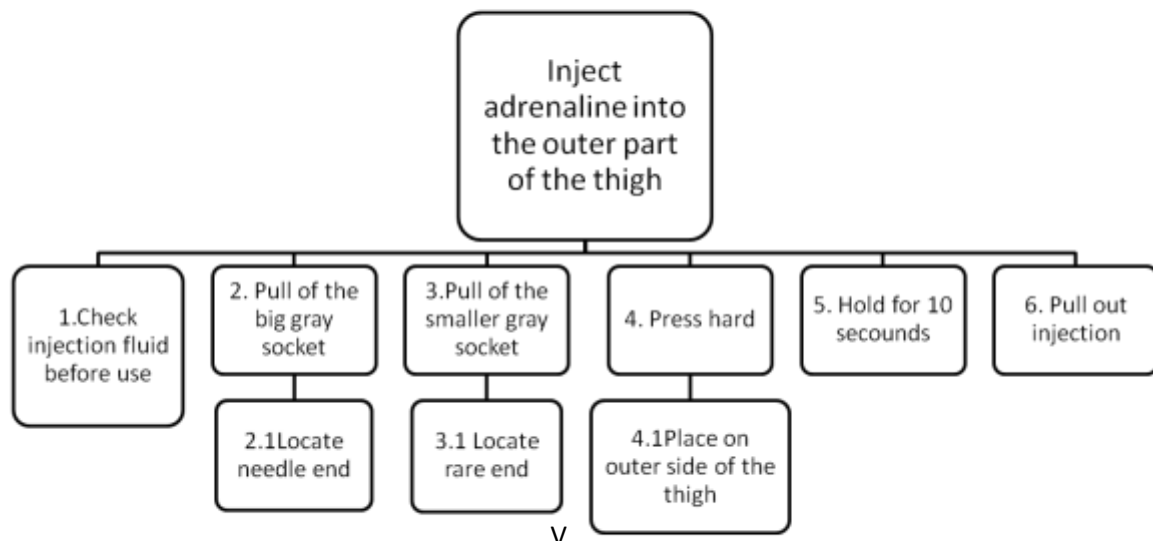 Inject
adrenaline into
the outer part
of the thigh
1.Check
injection fluid
before use
2. Pull of the
big gray
socket
3.Pull of the
smaller gray
socket
4. Press hard
5. Hold for 10
secounds
6. Pull out
injection
2.1Locate
needle end
3.1 Locate
rare end
4.1Place on
outer side of the
thigh
V